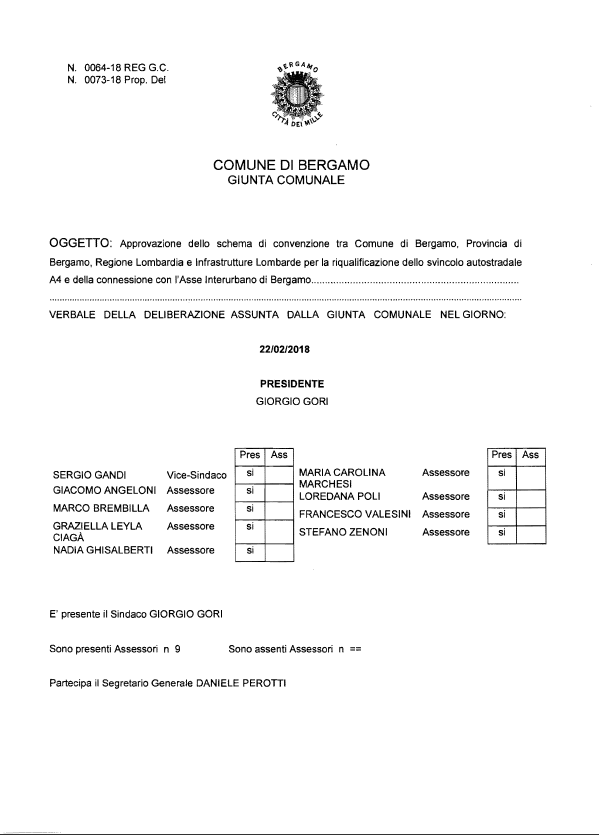 N. 0064-18 REG G.C.
N. 0073-18 Prop. Del
BERGAMO
CITTÀ DEI MILLE
COMUNE DI BERGAMO
GIUNTA COMUNALE
OGGETTO: Approvazione dello schema di convenzione tra Comune di Bergamo, Provincia di
Bergamo, Regione Lombardia e Infrastrutture Lombarde per la riqualificazione dello svincolo autostradale
A4 e della connessione con l'Asse Interurbano di Bergamo.....................................................................
VERBALE DELLA DELIBERAZIONE ASSUNTA DALLA GIUNTA COMUNALE NEL GIORNO:
22/02/2018
PRESIDENTE
GIORGIO GORI
Pres Ass
SERGIO GANDI Vice-Sindaco si
GIACOMO ANGELONI Assessore si
MARCO BREMBILLA Assessore si
GRAZIELLA LEYLA Assessore si
CIAGÀ
NADIA GHISALBERTI Assessore si
Pres Ass
MARIA CAROLINA Assessore si
MARCHESI
LOREDANA POLI Assessore si
FRANCESCO VALESINI Assessore si
STEFANO ZENONI Assessore si
E' presente il Sindaco GIORGIO GORI
Sono presenti Assessori n 9 Sono assenti Assessori n ==
Partecipa il Segretario Generale DANIELE PEROTTI